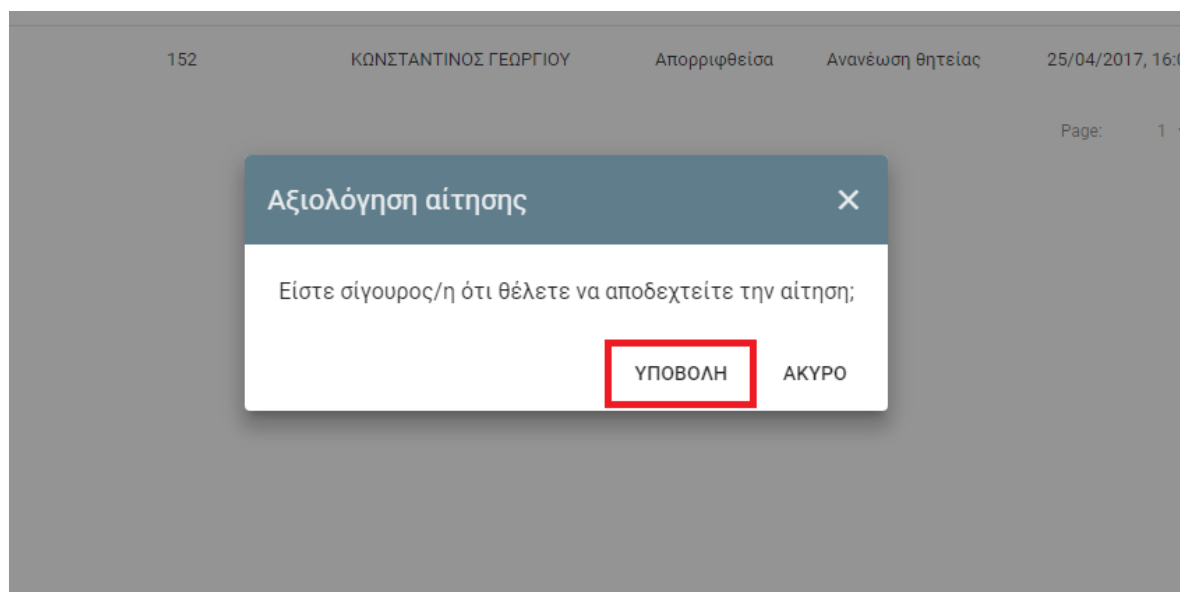 152 ΚΩΝΣΤΑΝΤΙΝΟΣ ΓΕΩΡΓΙΟΥ Απορριφθείσα Ανανέωση θητείας 25/04/2017, 16:
Page: 1
Αξιολόγηση αίτησης ✕
Είστε σίγουρος/η ότι θέλετε να αποδεχτείτε την αίτηση;
ΥΠΟΒΟΛΗ ΑΚΥΡΟ